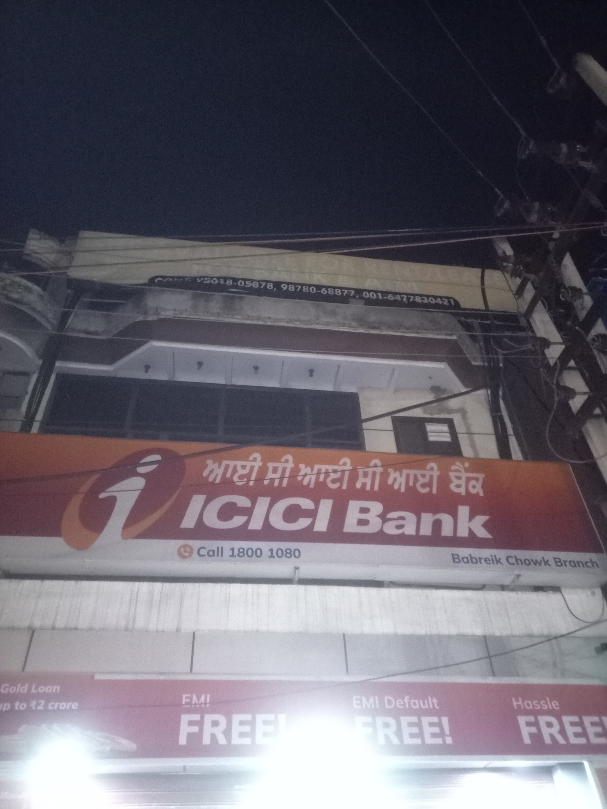 95018-05878, 98780-68877, 001-6477830421
ਆਈ ਸੀ ਆਈ ਸੀ ਆਈ ਬੈਂਕ
ICICI Bank
Call 1800 1080
Babreik Chowk Branch
Gold Loan
up to ₹2 crore
EMI
FREE!
EMI Default
FREE!
Hassle
FREE!